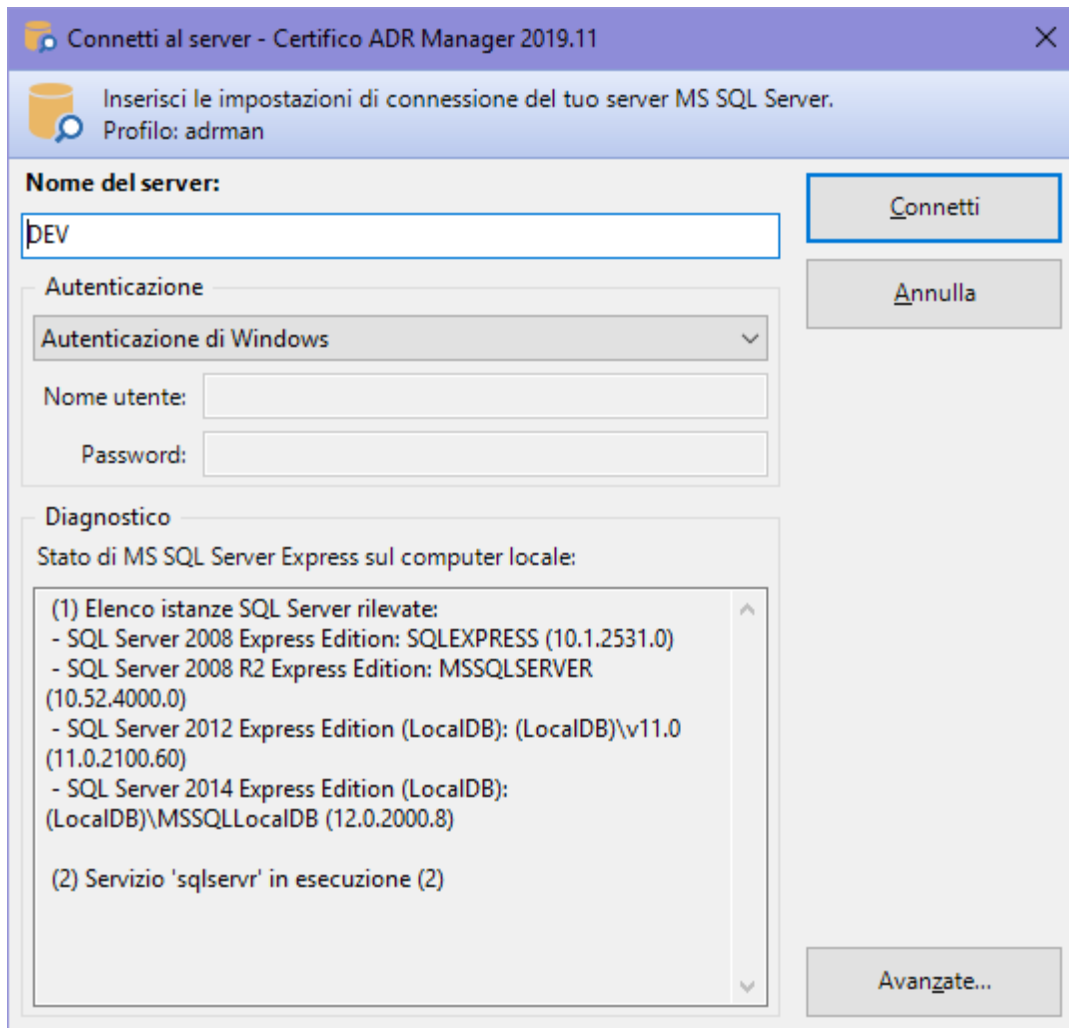 Connetti al server - Certifico ADR Manager 2019.11
Inserisci le impostazioni di connessione del tuo server MS SQL Server.
Profilo: adrman
Nome del server:
DEV
Connetti
Annulla
Autenticazione
Autenticazione di Windows
Nome utente:
Password:
Diagnostico
Stato di MS SQL Server Express sul computer locale:
(1) Elenco istanze SQL Server rilevate:
- SQL Server 2008 Express Edition: SQLEXPRESS (10.1.2531.0)
- SQL Server 2008 R2 Express Edition: MSSQLSERVER
(10.52.4000.0)
- SQL Server 2012 Express Edition (LocalDB): (LocalDB)\v11.0
(11.0.2100.60)
- SQL Server 2014 Express Edition (LocalDB):
(LocalDB)\MSSQLLocalDB (12.0.2000.8)
(2) Servizio 'sqlservr' in esecuzione (2)
Avanzate...